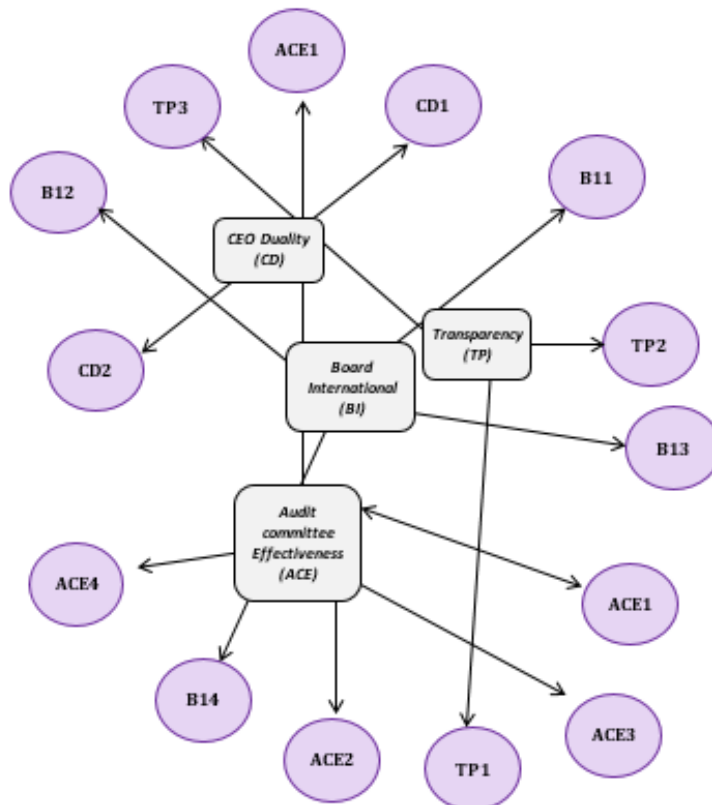 ACE1
TP3
CD1
B12
B11
CEO Duality
(CD)
Transparency
(TP)
TP2
CD2
Board
International
(BI)
B13
Audit
committee
Effectiveness
(ACE)
ACE4
ACE1
B14
ACE3
ACE2
TP1